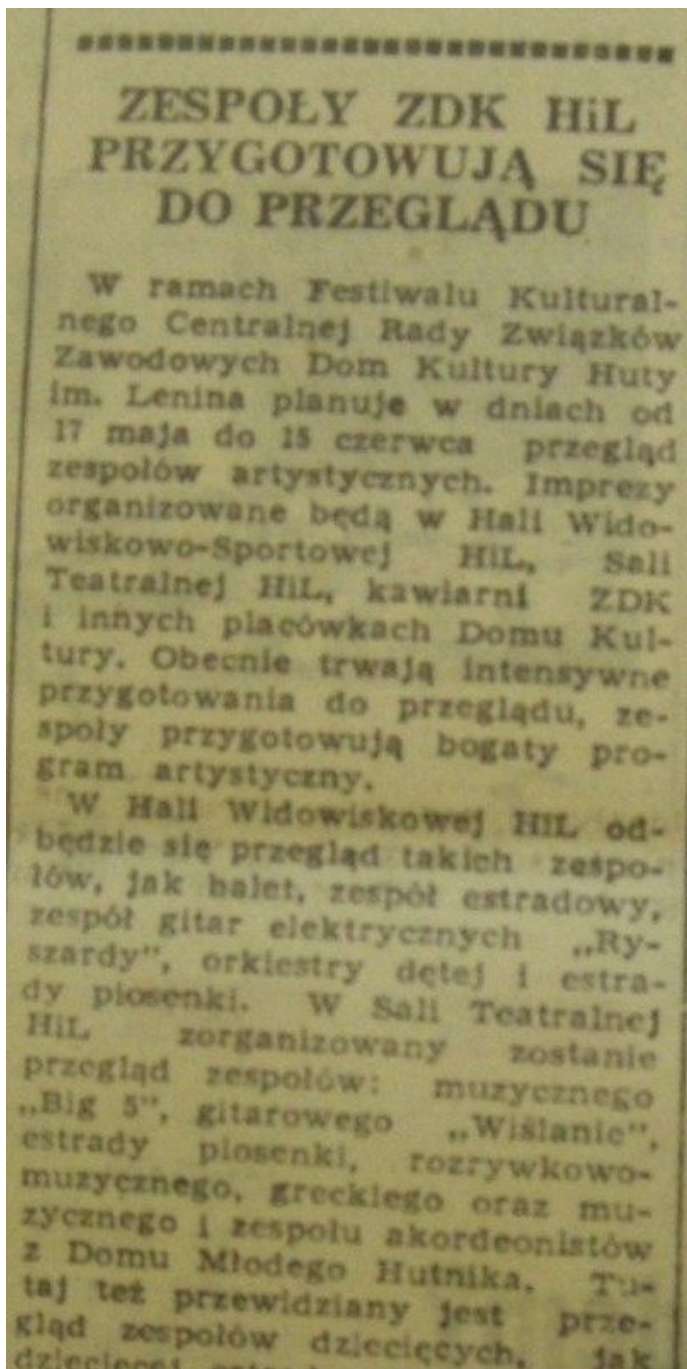 ZESPOŁY ZDK HiL
PRZYGOTOWUJĄ SIĘ
DO PRZEGLĄDU
W ramach Festiwalu Kultural-
nego Centralnej Rady Związków
Zawodowych Dom Kultury Huty
im. Lenina planuje w dniach od
17 maja do 15 czerwca przegląd
zespołów artystycznych. Imprezy
organizowane będą w Hali Wido-
wiskowo-Sportowej HiL, Sali
Teatralnej HiL, kawiarni ZDK
i innych placówkach Domu Kul-
tury. Obecnie trwają intensywne
przygotowania do przeglądu, ze-
społy przygotowują bogaty pro-
gram artystyczny.
W Hali Widowiskowej HiL od-
będzie się przegląd takich zespo-
łów, jak balet, zespół estradowy,
zespół gitar elektrycznych „Ry-
szardy”, orkiestry dętej i estra-
dy piosenki. W Sali Teatralnej
HiL zorganizowany zostanie
przegląd zespołów: muzycznego
„Big 5”, gitarowego „Wiślanie”,
estrady piosenki, rozrywkowo-
muzycznego, greckiego oraz mu-
zycznego i zespołu akordeonistów
z Domu Młodego Hutnika. Tu-
taj też przewidziany jest prze-
gląd zespołów dziecięcych, jak
dziecięcej